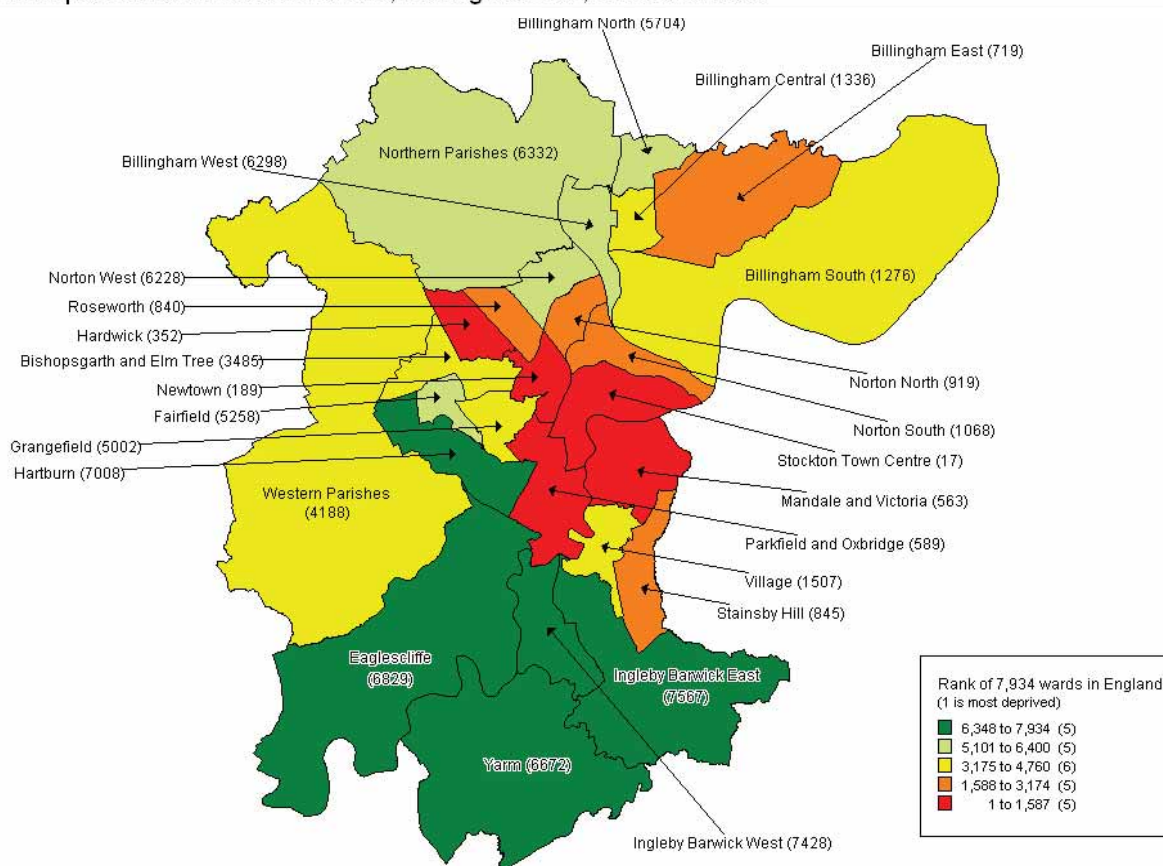 Billingham North (5704)
Billingham East (719)
Billingham Central (1336)
Northern Parishes (6332)
Billingham West (6298)
Norton West (6228)
Billingham South (1276)
Roseworth (840)
Hardwick (352)
Bishopsgarth and Elm Tree (3485)
Newtown (189)
Norton North (919)
Fairfield (5258)
Norton South (1068)
Grangefield (5002)
Stockton Town Centre (17)
Hartburn (7008)
Western Parishes
(4188)
Mandale and Victoria (563)
Parkfield and Oxbridge (589)
Village (1507)
Stainsby Hill (845)
Eaglescliffe
(6829)
Ingleby Barwick East
(7567)
Yarm (6672)
Ingleby Barwick West (7428)
Rank of 7,934 wards in England
(1 is most deprived)
6,348 to 7,934 (5)
5,101 to 6,400 (5)
3,175 to 4,760 (6)
1,588 to 3,174 (5)
1 to 1,587 (5)